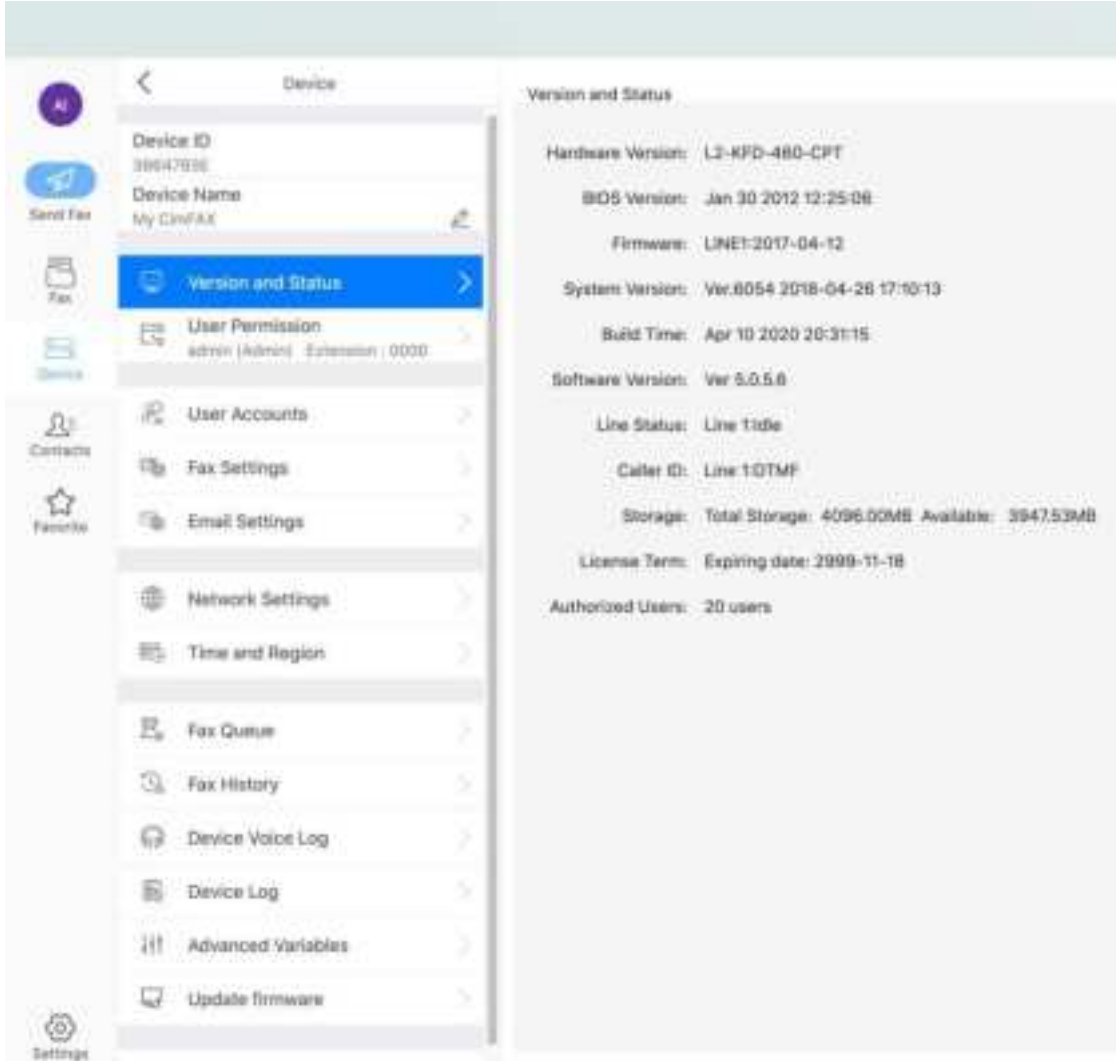 AI
Send Fax
Fax
Device
Contacts
Favorite
Settings
Device
Device ID
Device Name
My CimFAX
Version and Status
User Permission
admin (Admin) Extension : 0000
User Accounts
Fax Settings
Email Settings
Network Settings
Time and Region
Fax Queue
Fax History
Device Voice Log
Device Log
Advanced Variables
Update firmware
Version and Status
Hardware Version: L2-KFD-460-CPT
BIOS Version: Jan 30 2012 12:25:06
Firmware: LINE1:2017-04-12
System Version: Ver.6054 2018-04-26 17:10:13
Build Time: Apr 10 2020 20:31:15
Software Version: Ver 5.0.5.6
Line Status: Line 1:Idle
Caller ID: Line 1:DTMF
Storage: Total Storage: 4096.00MB Available: 3947.53MB
License Term: Expiring date: 2999-11-18
Authorized Users: 20 users